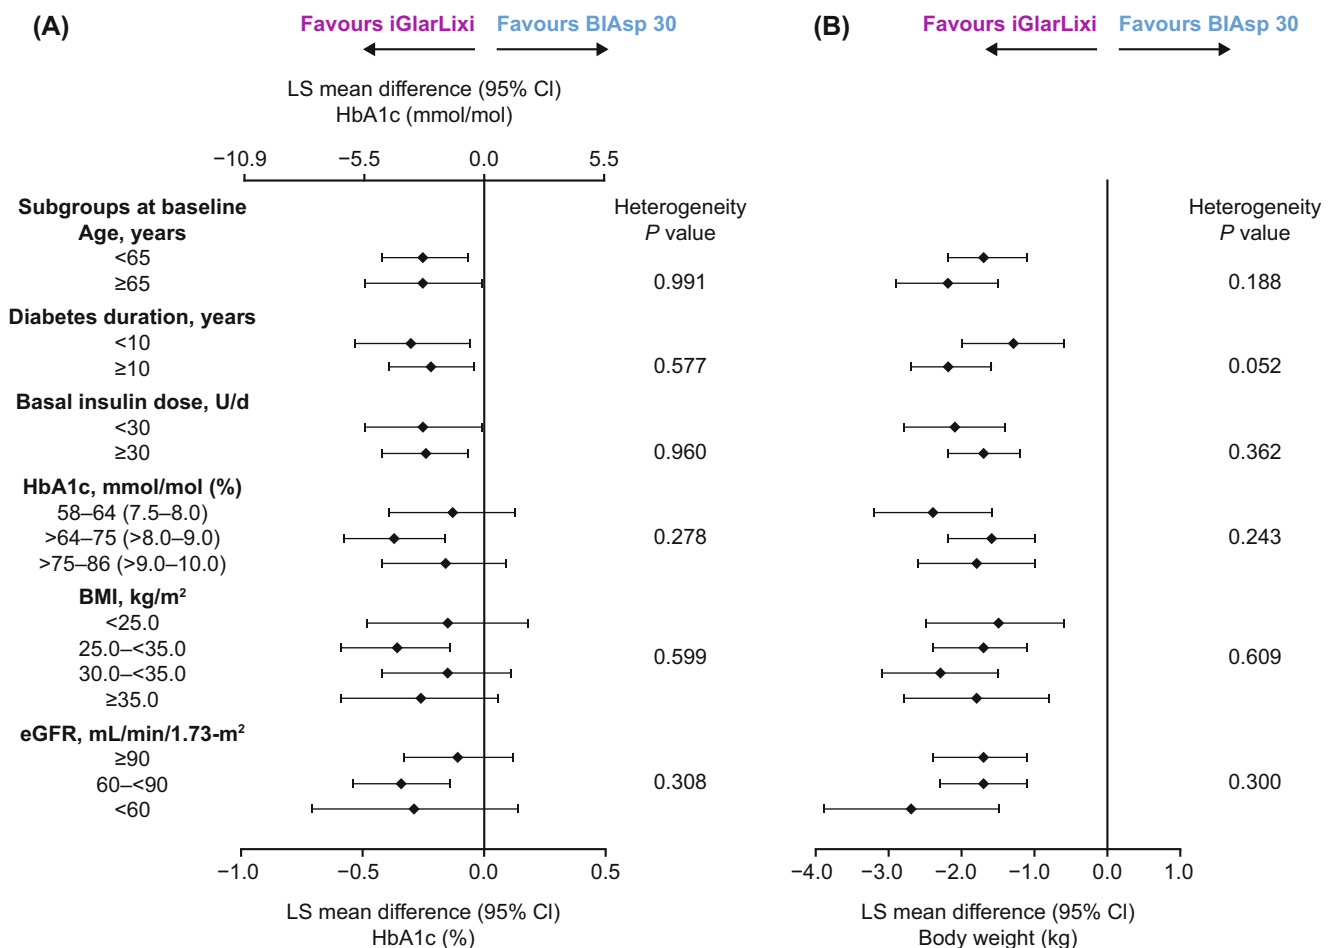 (A)
Favours iGlarLixi Favours BIAsp 30
(B)
Favours iGlarLixi Favours BIAsp 30
LS mean difference (95% CI)
HbA1c (mmol/mol)
−10.9 −5.5 0.0 5.5
Subgroups at baseline Heterogeneity Heterogeneity
Age, years P value P value
<65
≥65 0.991 0.188
Diabetes duration, years
<10
≥10 0.577 0.052
Basal insulin dose, U/d
<30
≥30 0.960 0.362
HbA1c, mmol/mol (%)
58–64 (7.5–8.0)
>64–75 (>8.0–9.0) 0.278 0.243
>75–86 (>9.0–10.0)
BMI, kg/m²
<25.0
25.0–<35.0 0.599 0.609
30.0–<35.0
≥35.0
eGFR, mL/min/1.73-m²
≥90
60–<90 0.308 0.300
<60
−1.0 −0.5 0.0 0.5 −4.0 −3.0 −2.0 −1.0 0.0 1.0
LS mean difference (95% CI) LS mean difference (95% CI)
HbA1c (%) Body weight (kg)